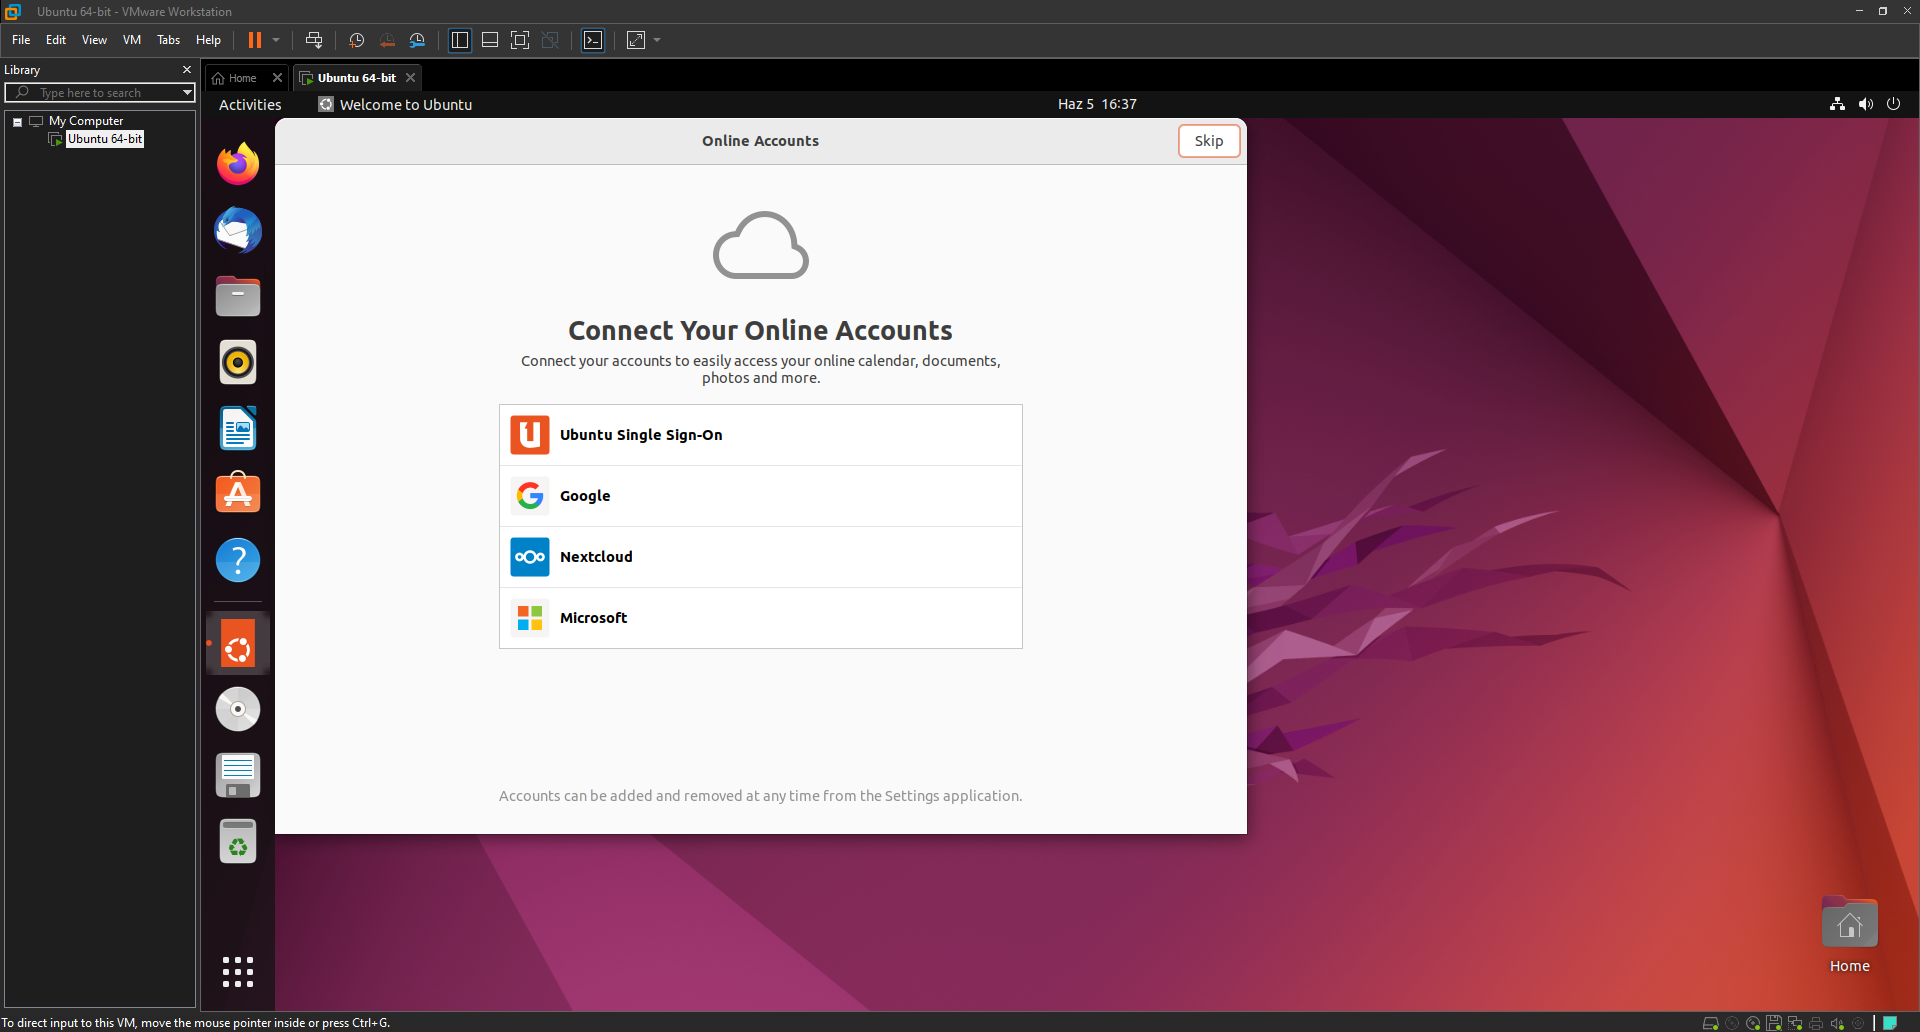 Ubuntu 64-bit - VMware Workstation
File Edit View VM Tabs Help
Library
Type here to search
My Computer
Ubuntu 64-bit
Home
Ubuntu 64-bit
Activities
Welcome to Ubuntu
Haz 5 16:37
Online Accounts
Skip
Connect Your Online Accounts
Connect your accounts to easily access your online calendar, documents,
photos and more.
Ubuntu Single Sign-On
Google
Nextcloud
Microsoft
Accounts can be added and removed at any time from the Settings application.
Home
To direct input to this VM, move the mouse pointer inside or press Ctrl+G.